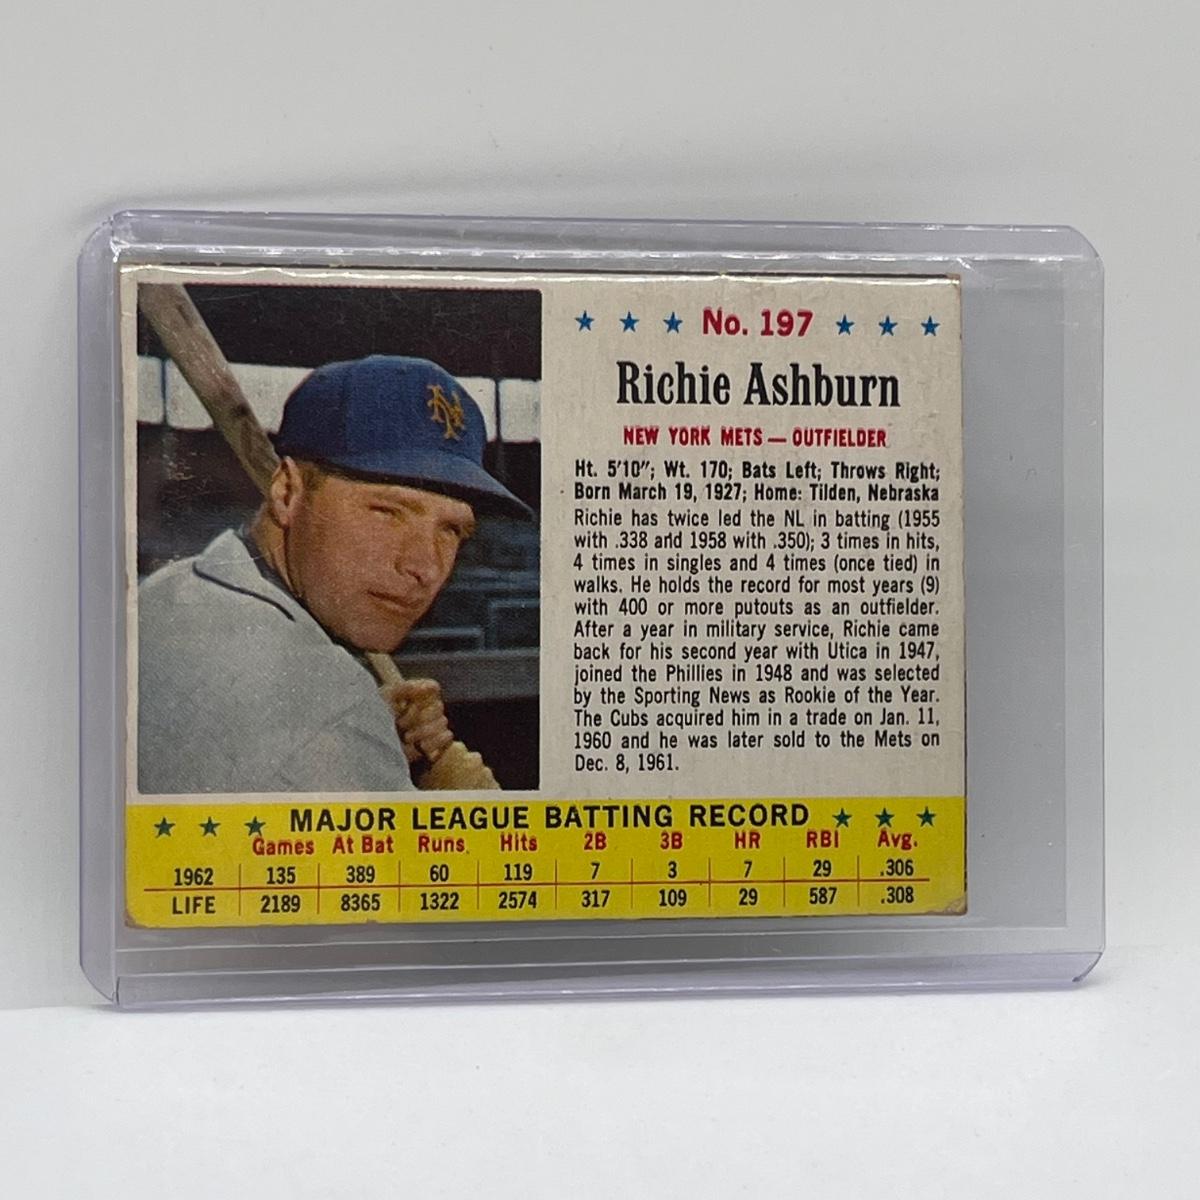 NY
★ ★ ★ No. 197 ★ ★ ★
Richie Ashburn
NEW YORK METS — OUTFIELDER
Ht. 5'10"; Wt. 170; Bats Left; Throws Right;
Born March 19, 1927; Home: Tilden, Nebraska
Richie has twice led the NL in batting (1955
with .338 and 1958 with .350); 3 times in hits,
4 times in singles and 4 times (once tied) in
walks. He holds the record for most years (9)
with 400 or more putouts as an outfielder.
After a year in military service, Richie came
back for his second year with Utica in 1947,
joined the Phillies in 1948 and was selected
by the Sporting News as Rookie of the Year.
The Cubs acquired him in a trade on Jan. 11,
1960 and he was later sold to the Mets on
Dec. 8, 1961.
★ ★ ★ MAJOR LEAGUE BATTING RECORD ★ ★ ★
Games At Bat Runs Hits 2B 3B HR RBI Avg.
1962 135 389 60 119 7 3 7 29 .306
LIFE 2189 8365 1322 2574 317 109 29 587 .308